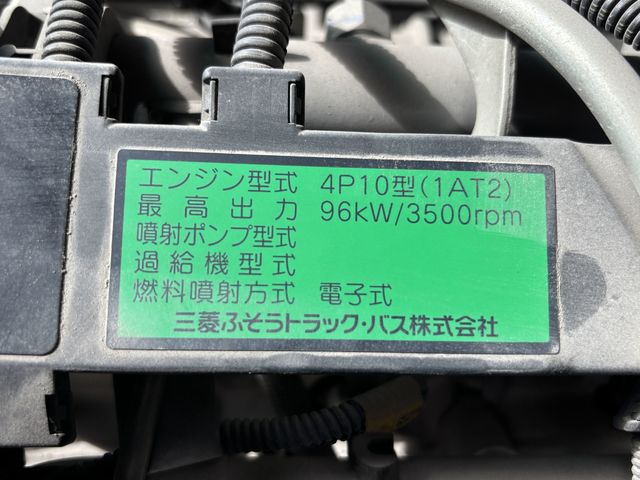 エンジン型式 4P10型(1AT2)
最高出力 96kW/3500rpm
噴射ポンプ型式
過給機型式
燃料噴射方式 電子式
三菱ふそうトラック・バス株式会社